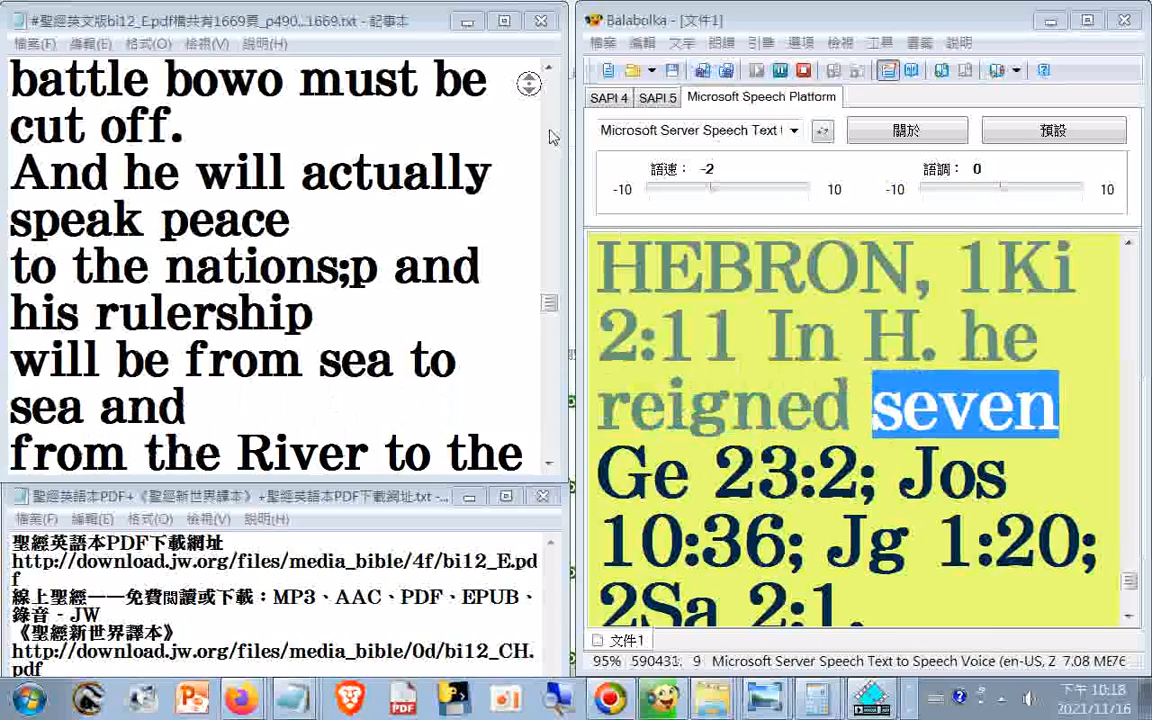 #聖經英文版bi12_E.pdf檔共有1669頁_p490...1669.txt - 記事本
檔案(F) 編輯(E) 格式(O) 檢視(V) 說明(H)
battle bowo must be
cut off.
And he will actually
speak peace
to the nations;p and
his rulership
will be from sea to
sea and
from the River to the
聖經英語本PDF+《聖經新世界譯本》+聖經英語本PDF下載網址.txt -...
檔案(F) 編輯(E) 格式(O) 檢視(V) 說明(H)
聖經英語本PDF下載網址
http://download.jw.org/files/media_bible/4f/bi12_E.pd
f
線上聖經——免費閱讀或下載：MP3、AAC、PDF、EPUB、
錄音 - JW
《聖經新世界譯本》
http://download.jw.org/files/media_bible/0d/bi12_CH.
pdf
Balabolka - [文件1]
檔案 編輯 文字 朗讀 引擎 選項 檢視 工具 書籤 說明
SAPI 4 SAPI 5 Microsoft Speech Platform
Microsoft Server Speech Text t 關於 預設
語速： -2 語調： 0
-10 10 -10 10
HEBRON, 1Ki
2:11 In H. he
reigned seven
Ge 23:2; Jos
10:36; Jg 1:20;
2Sa 2:1.
文件1
95% 590431. 9 Microsoft Server Speech Text to Speech Voice (en-US, Z 7.08 ME76
PDF
下午 10:18
2021/11/16